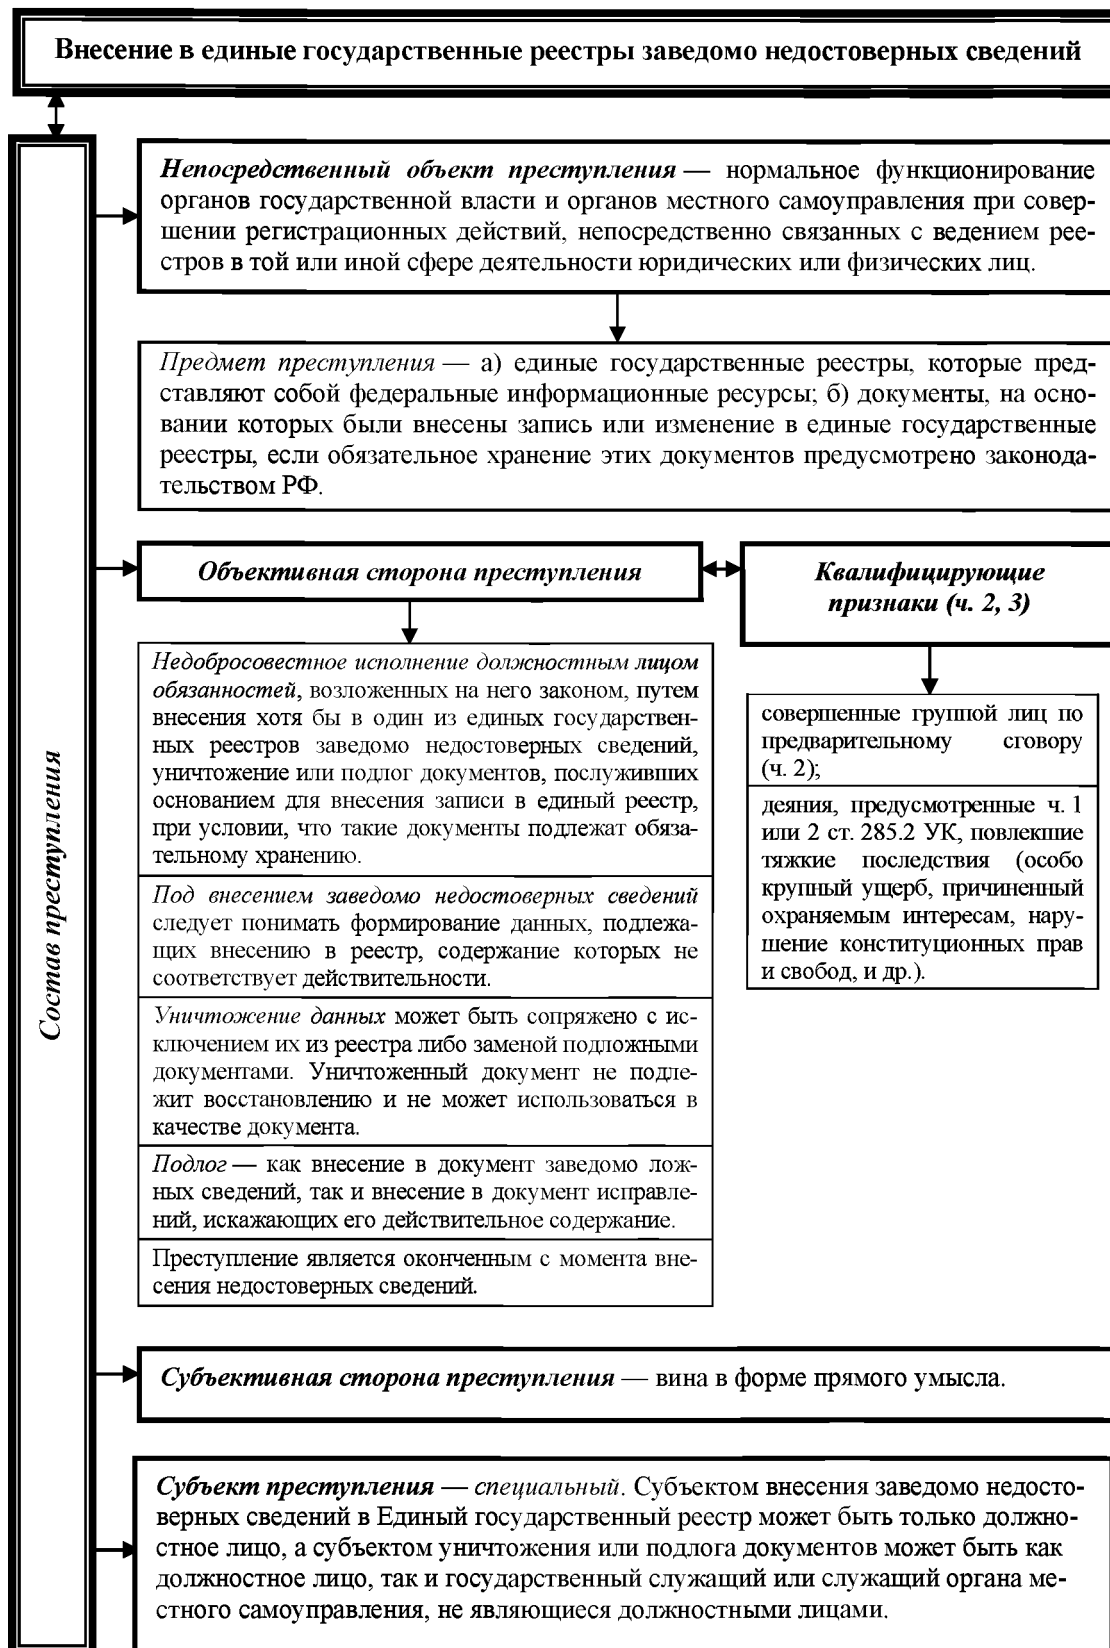 Внесение в единые государственные реестры заведомо недостоверных сведений
Состав преступления
Непосредственный объект преступления — нормальное функционирование
органов государственной власти и органов местного самоуправления при совер-
шении регистрационных действий, непосредственно связанных с ведением рее-
стров в той или иной сфере деятельности юридических или физических лиц.
Предмет преступления — а) единые государственные реестры, которые пред-
ставляют собой федеральные информационные ресурсы; б) документы, на осно-
вании которых были внесены запись или изменение в единые государственные
реестры, если обязательное хранение этих документов предусмотрено законода-
тельством РФ.
Объективная сторона преступления
Недобросовестное исполнение должностным лицом
обязанностей, возложенных на него законом, путем
внесения хотя бы в один из единых государствен-
ных реестров заведомо недостоверных сведений,
уничтожение или подлог документов, послуживших
основанием для внесения записи в единый реестр,
при условии, что такие документы подлежат обяза-
тельному хранению.
Под внесением заведомо недостоверных сведений
следует понимать формирование данных, подлежа-
щих внесению в реестр, содержание которых не
соответствует действительности.
Уничтожение данных может быть сопряжено с ис-
ключением их из реестра либо заменой подложными
документами. Уничтоженный документ не подле-
жит восстановлению и не может использоваться в
качестве документа.
Подлог — как внесение в документ заведомо лож-
ных сведений, так и внесение в документ исправле-
ний, искажающих его действительное содержание.
Преступление является оконченным с момента вне-
сения недостоверных сведений.
Квалифицирующие
признаки (ч. 2, 3)
совершенные группой лиц по
предварительному сговору
(ч. 2);
деяния, предусмотренные ч. 1
или 2 ст. 285.2 УК, повлекшие
тяжкие последствия (особо
крупный ущерб, причиненный
охраняемым интересам, нару-
шение конституционных прав
и свобод, и др.).
Субъективная сторона преступления — вина в форме прямого умысла.
Субъект преступления — специальный. Субъектом внесения заведомо недосто-
верных сведений в Единый государственный реестр может быть только должно-
стное лицо, а субъектом уничтожения или подлога документов может быть как
должностное лицо, так и государственный служащий или служащий органа ме-
стного самоуправления, не являющиеся должностными лицами.